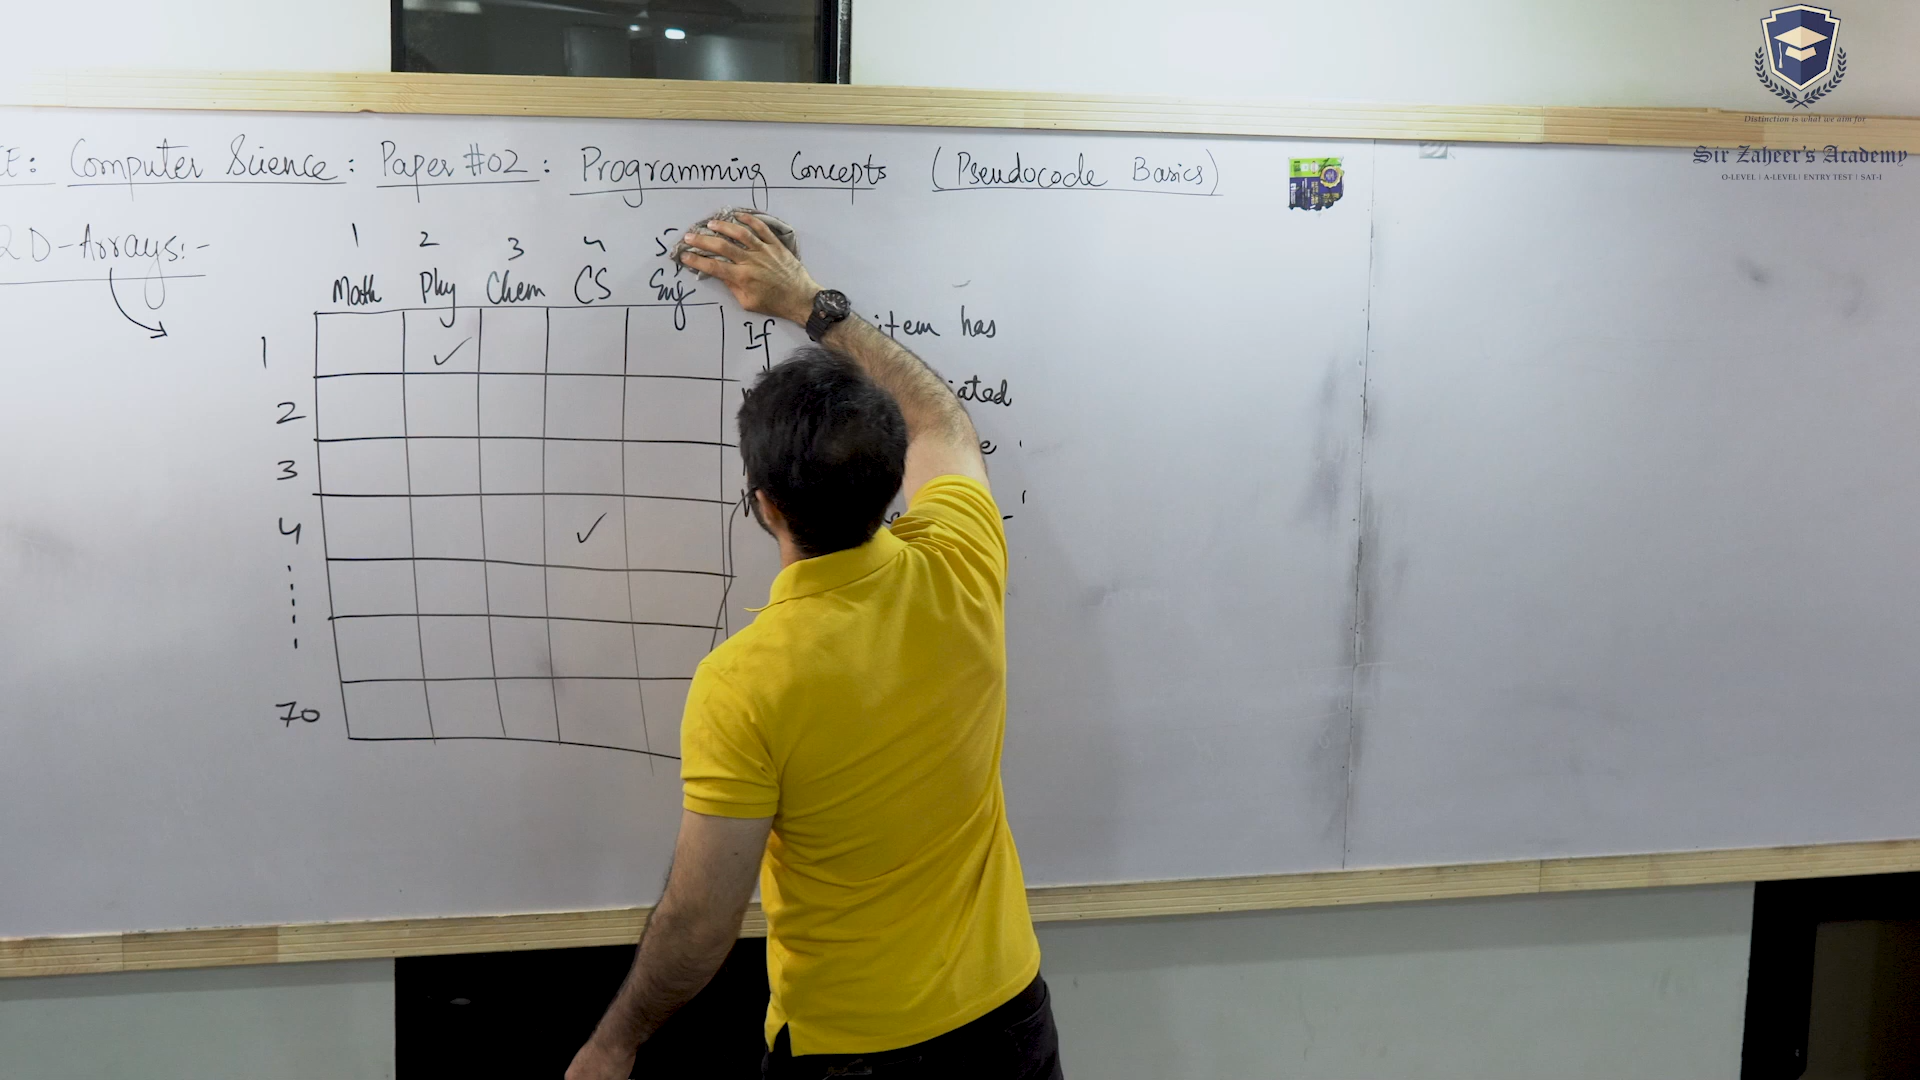 CE: Computer Science: Paper #02: Programming Concepts (Pseudocode Basics)
2D-Arrays:-
1 2 3 4 5
Math Phy Chem CS Eng
1
2
3
4
70
If item has
Distinction is what we aim for
Sir Zaheer's Academy
O-LEVEL | A-LEVEL | ENTRY TEST | SAT-I